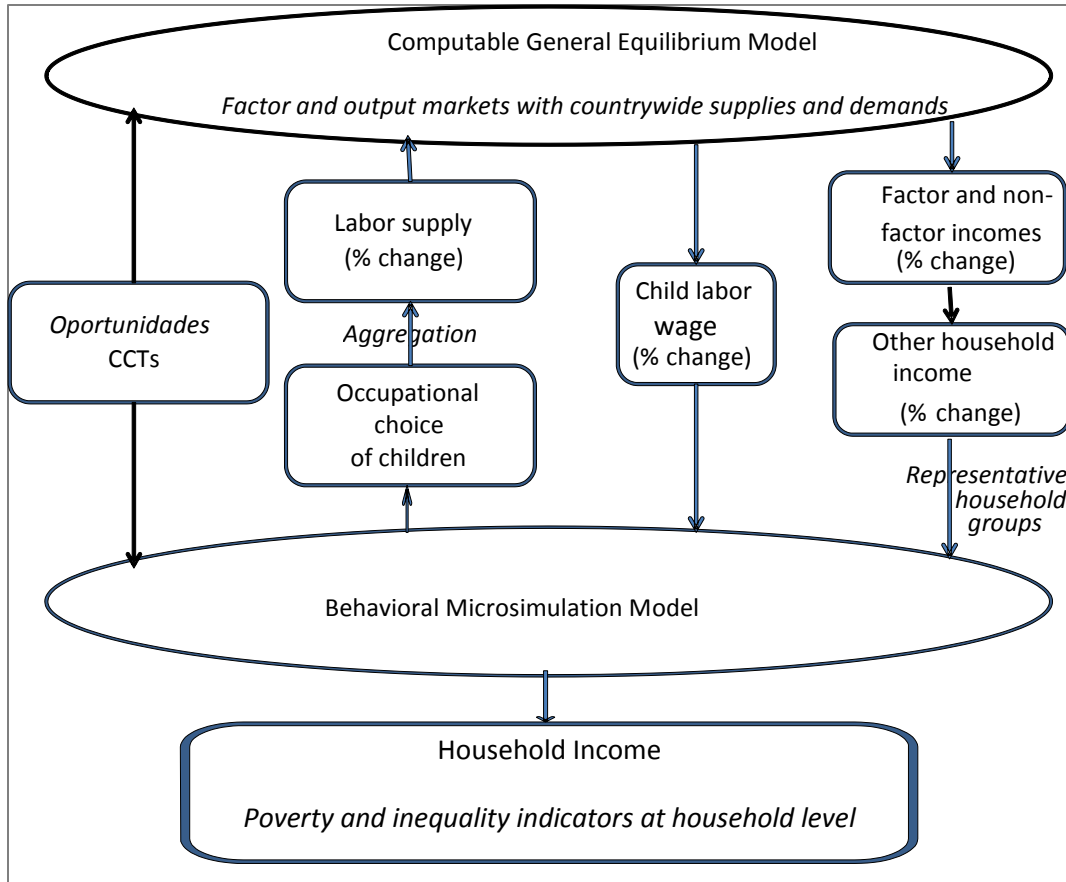 Computable General Equilibrium Model
Factor and output markets with countrywide supplies and demands
Oportunidades
CCTs
Labor supply
(% change)
Aggregation
Occupational
choice
of children
Child labor
wage
(% change)
Factor and non-
factor incomes
(% change)
Other household
income
(% change)
Representative
household
groups
Behavioral Microsimulation Model
Household Income
Poverty and inequality indicators at household level